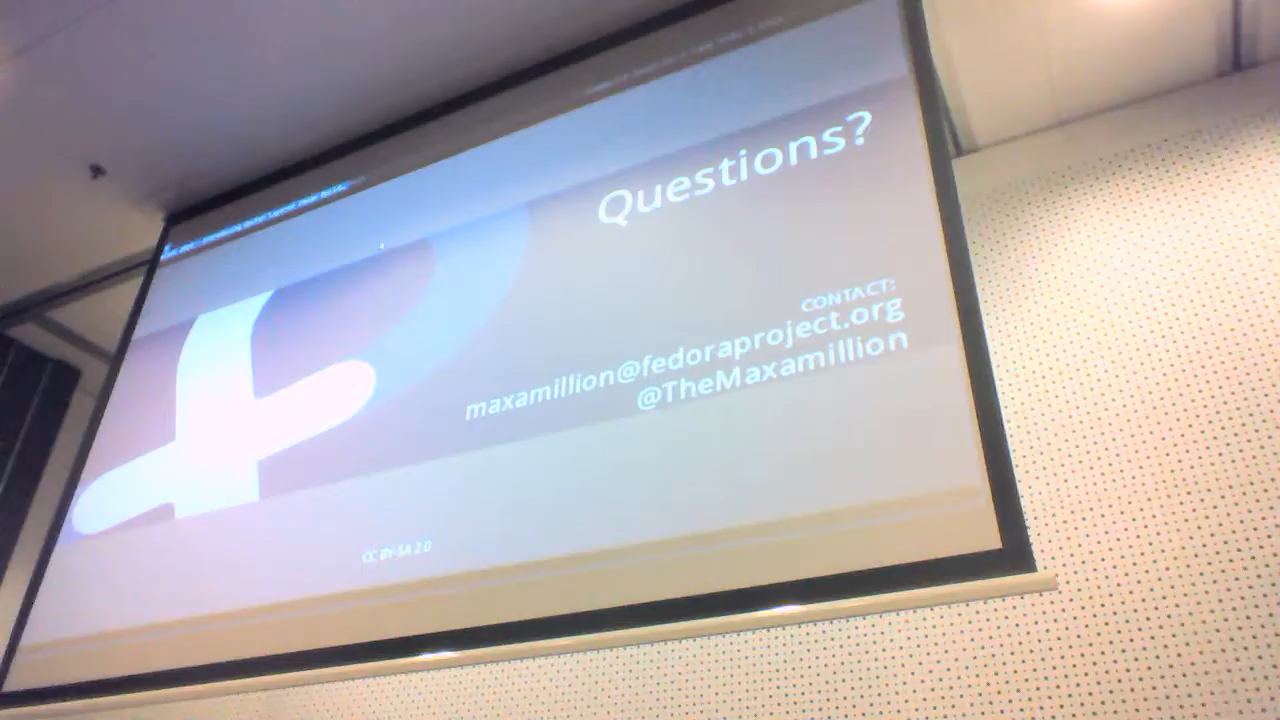 Questions?
CONTACT:
maxamillion@fedoraproject.org
@TheMaxamillion
CC BY-SA 2.0